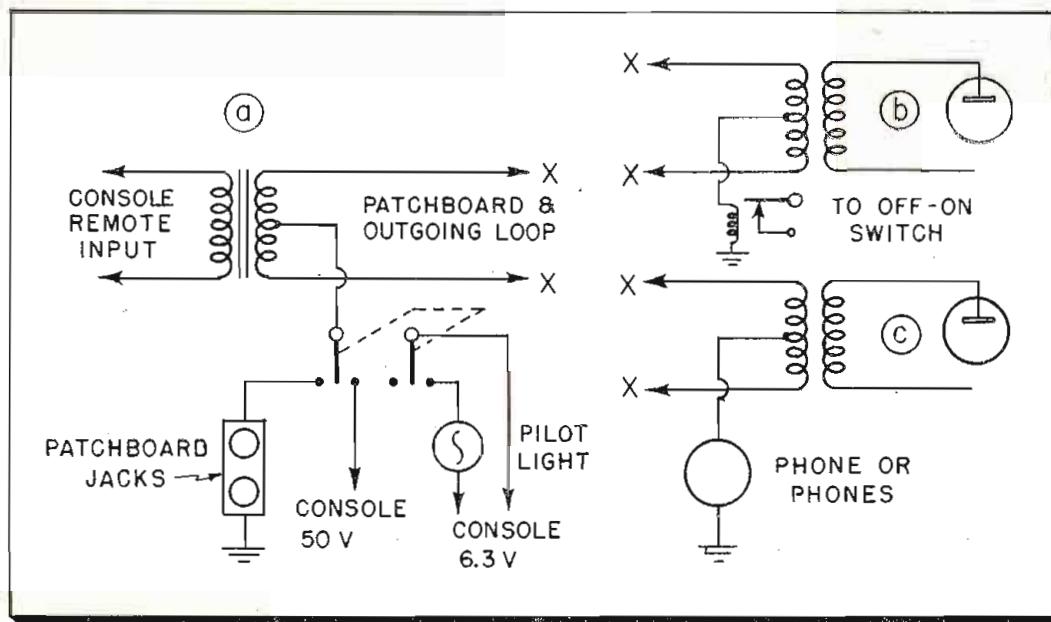 a
CONSOLE
REMOTE
INPUT
X
PATCHBOARD &
OUTGOING LOOP
X
PATCHBOARD
JACKS
CONSOLE
50 V
PILOT
LIGHT
CONSOLE
6.3 V
X
b
X
TO OFF-ON
SWITCH
X
c
X
PHONE OR
PHONES